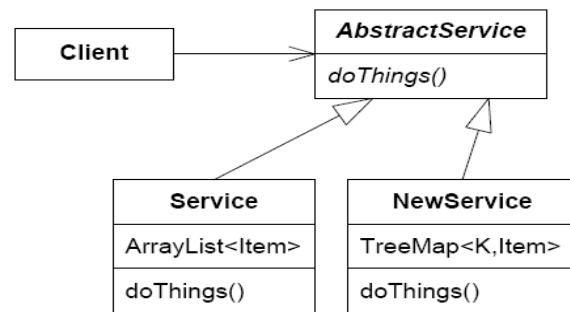 AbstractService
Client
doThings()
Service
NewService
ArrayList<Item>
TreeMap<K,Item>
doThings()
doThings()